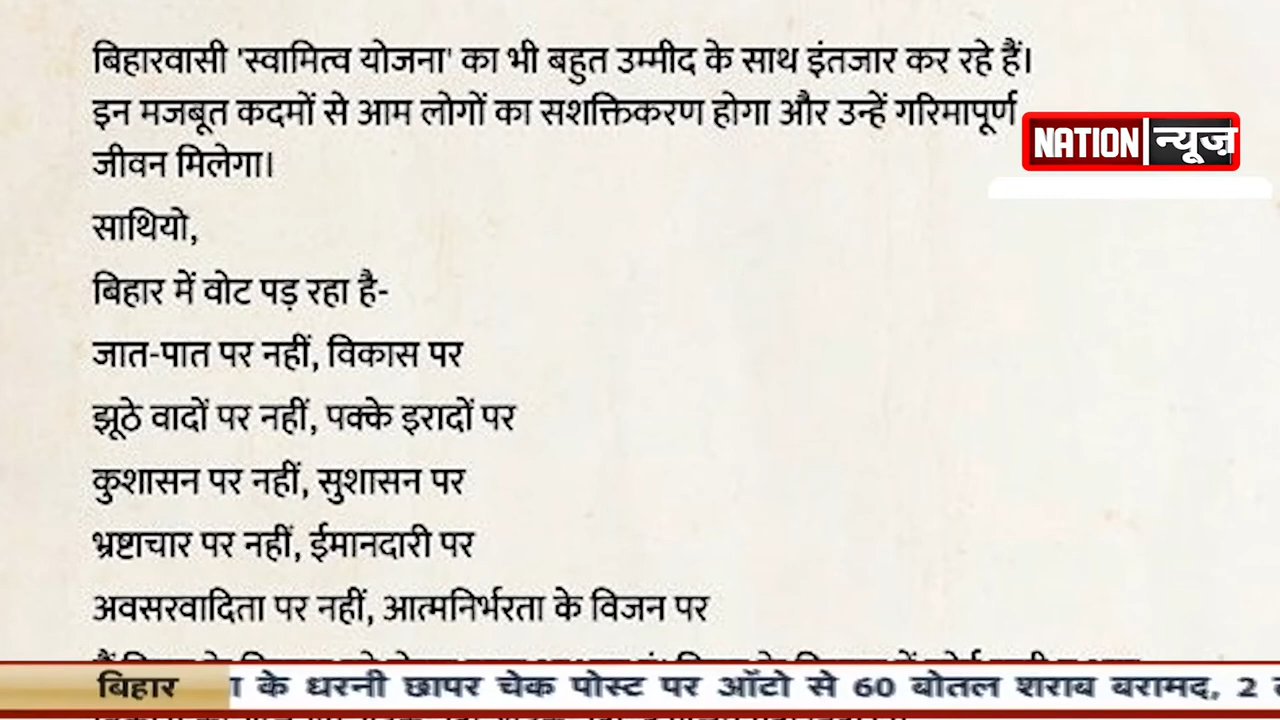 बिहारवासी 'स्वामित्व योजना' का भी बहुत उम्मीद के साथ इंतजार कर रहे हैं।
इन मजबूत कदमों से आम लोगों का सशक्तिकरण होगा और उन्हें गरिमापूर्ण
जीवन मिलेगा।
NATION न्यूज़
साथियो,
बिहार में वोट पड़ रहा है-
जात-पात पर नहीं, विकास पर
झूठे वादों पर नहीं, पक्के इरादों पर
कुशासन पर नहीं, सुशासन पर
भ्रष्टाचार पर नहीं, ईमानदारी पर
अवसरवादिता पर नहीं, आत्मनिर्भरता के विजन पर
बिहार के धरनी छापर चेक पोस्ट पर ऑटो से 60 बोतल शराब बरामद, 2